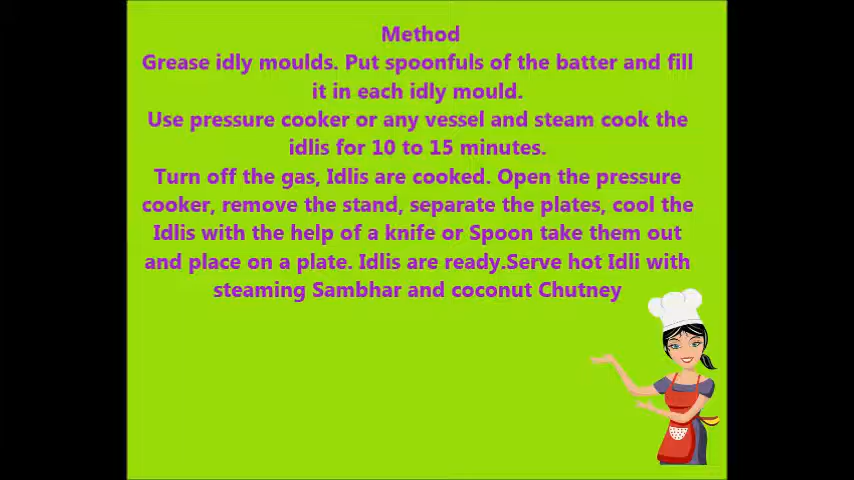 Method
Grease idly moulds. Put spoonfuls of the batter and fill
it in each idly mould.
Use pressure cooker or any vessel and steam cook the
idlis for 10 to 15 minutes.
Turn off the gas, Idlis are cooked. Open the pressure
cooker, remove the stand, separate the plates, cool the
Idlis with the help of a knife or Spoon take them out
and place on a plate. Idlis are ready.Serve hot Idli with
steaming Sambhar and coconut Chutney